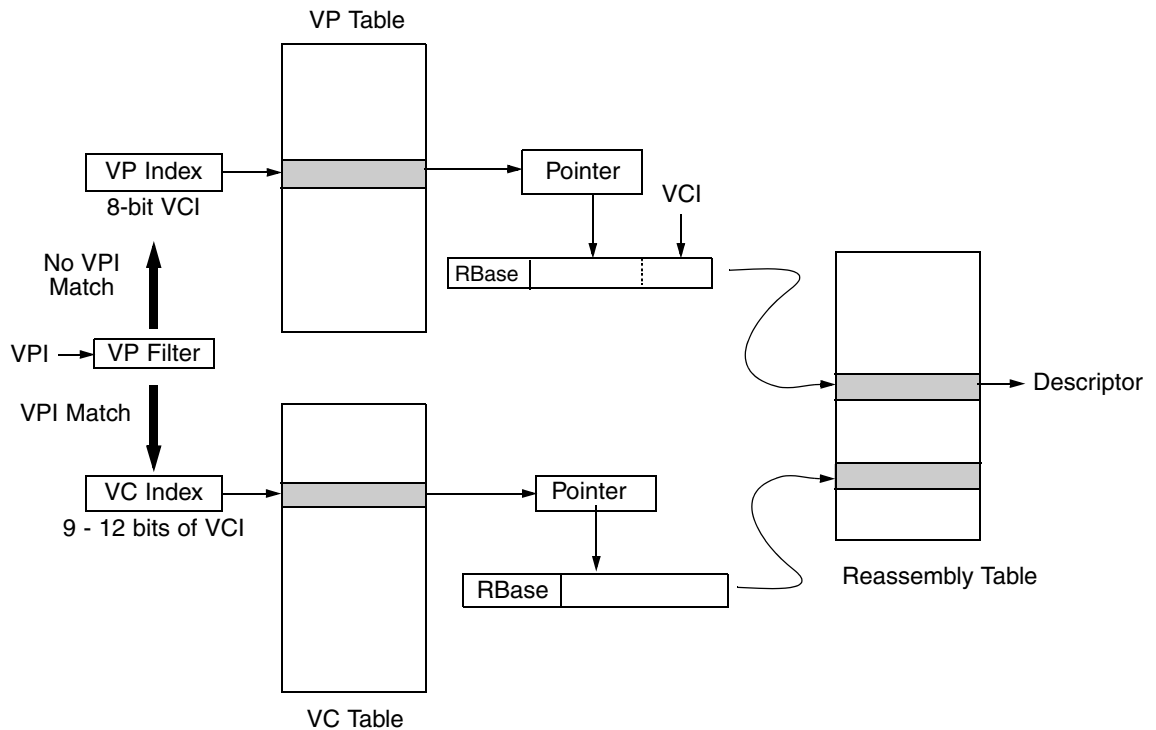 VP Table
VP Index
8-bit VCI
Pointer
VCI
RBase
No VPI
Match
VPI
VP Filter
VPI Match
Descriptor
VC Index
9 - 12 bits of VCI
Pointer
RBase
Reassembly Table
VC Table